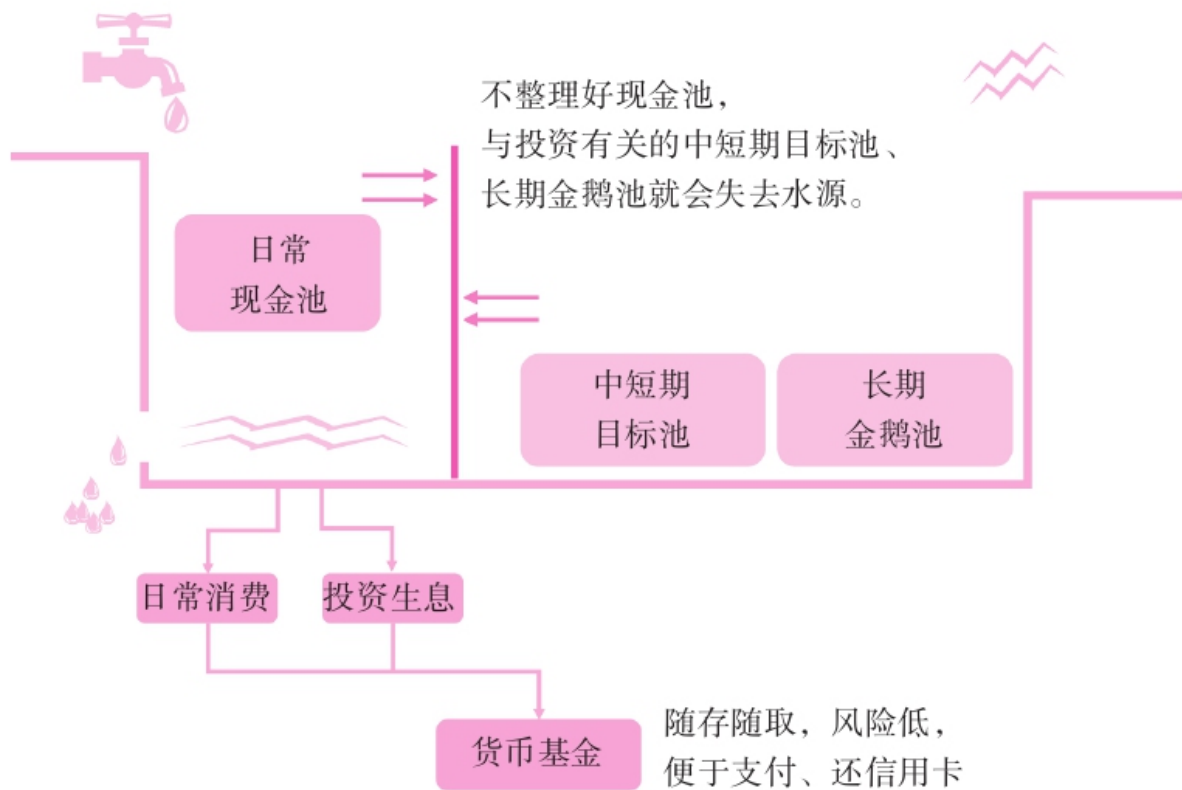 不整理好现金池，
与投资有关的中短期目标池、
长期金鹅池就会失去水源。
日常
现金池
中短期
目标池
长期
金鹅池
日常消费
投资生息
货币基金
随存随取，风险低，
便于支付、还信用卡